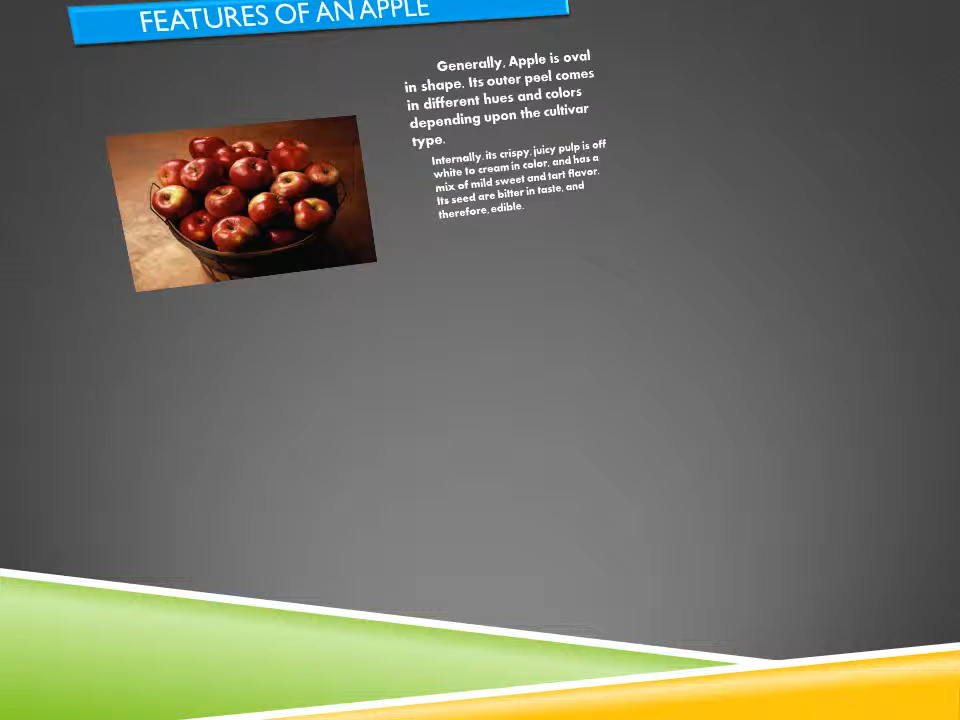 FEATURES OF AN APPLE
Generally, Apple is oval
in shape. Its outer peel comes
in different hues and colors
depending upon the cultivar
type.
Internally, its crispy, juicy pulp is off
white to cream in color, and has a
mix of mild sweet and tart flavor.
Its seed are bitter in taste, and
therefore, edible.